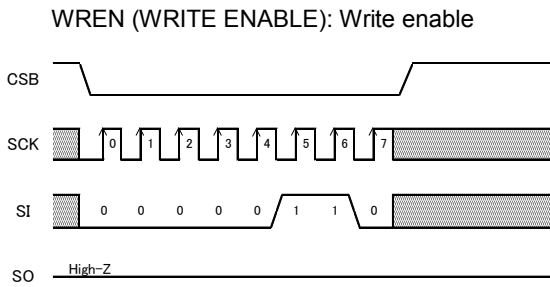 WREN (WRITE ENABLE): Write enable
CSB
SCK 0 1 2 3 4 5 6 7
SI 0 0 0 0 0 1 1 0
High-Z
SO